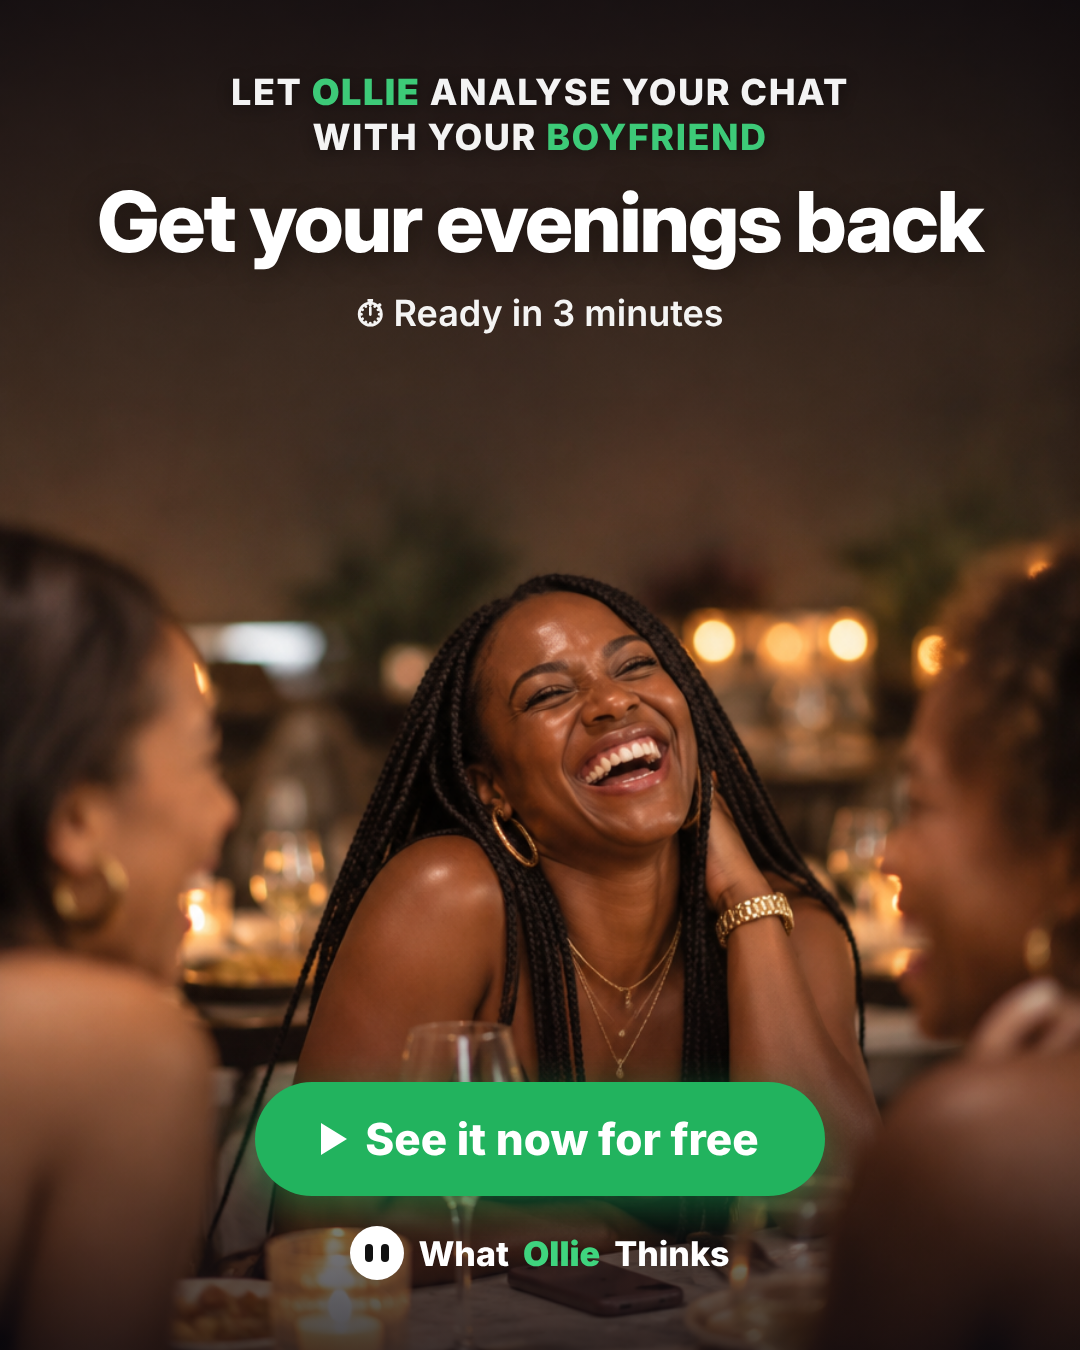 LET OLLIE ANALYSE YOUR CHAT
WITH YOUR BOYFRIEND
Get your evenings back
⏱ Ready in 3 minutes
▶ See it now for free
What Ollie Thinks